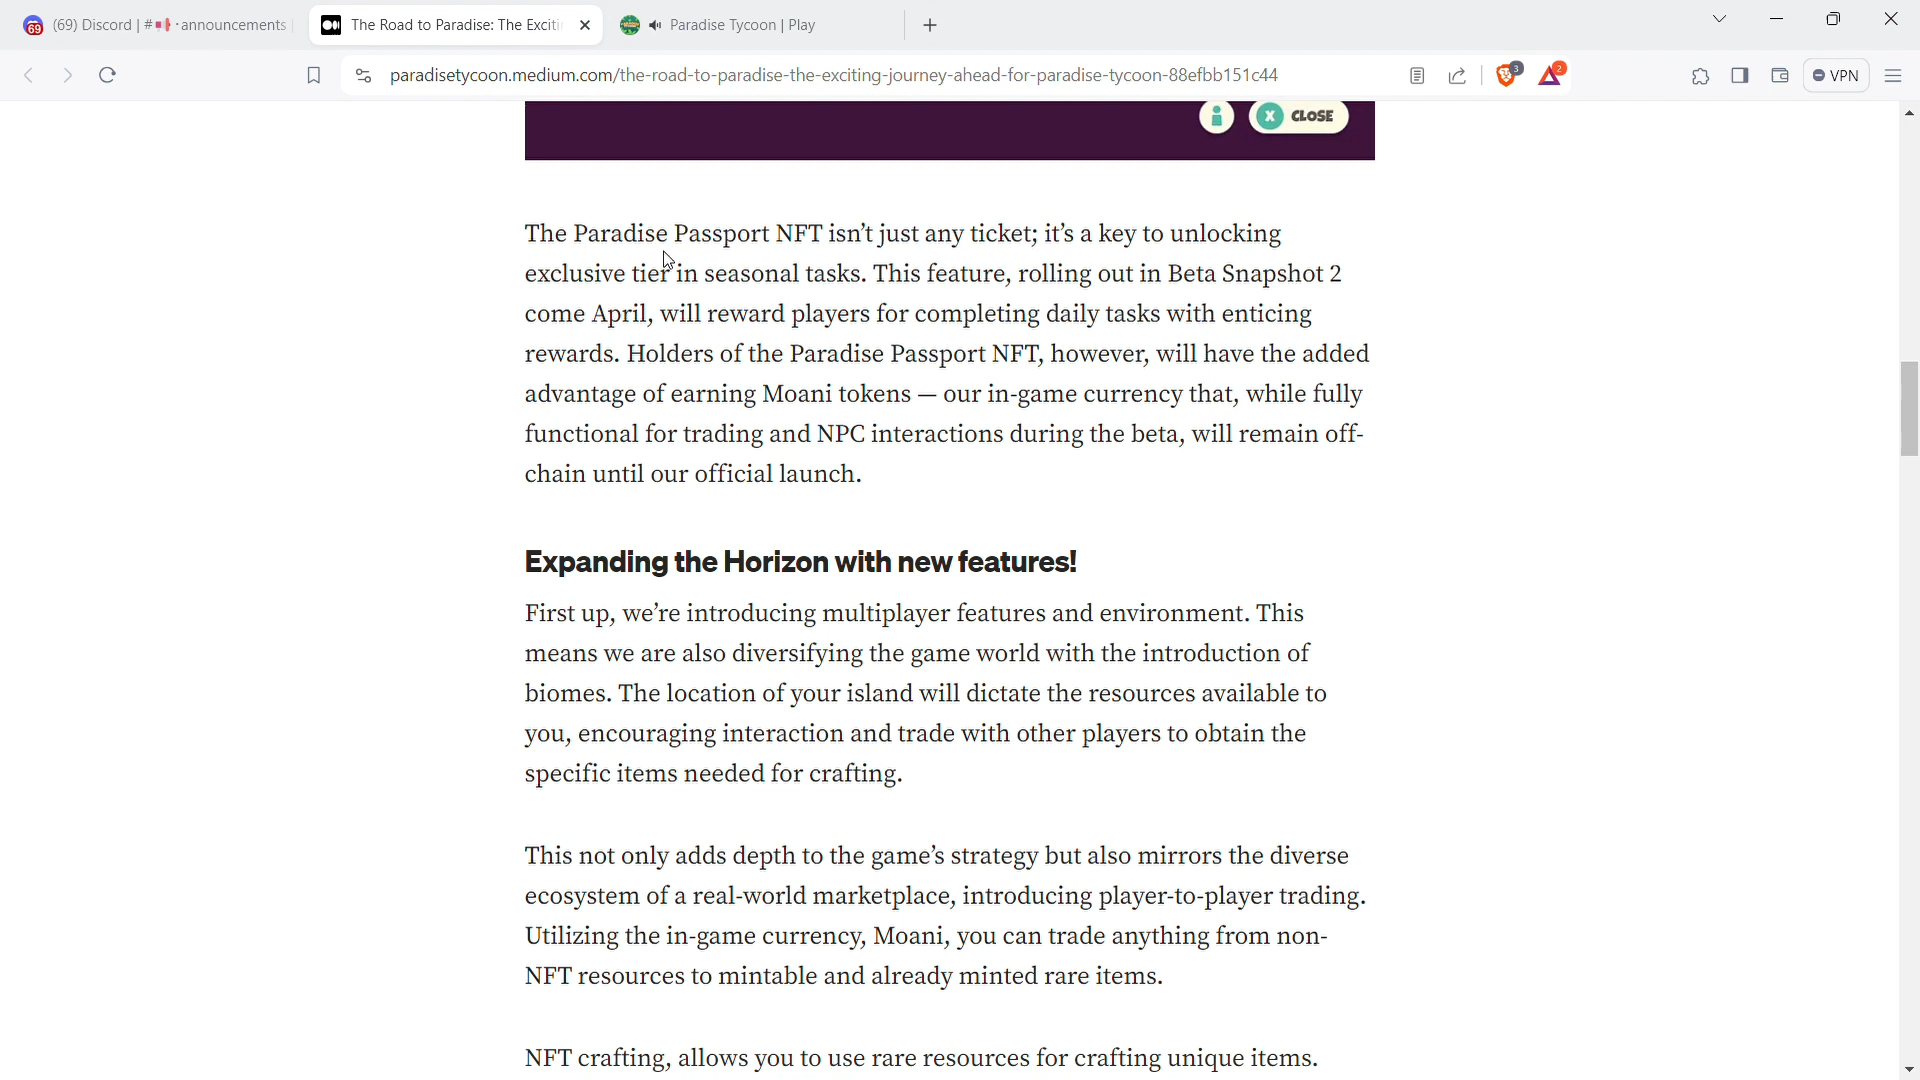 (69) Discord | # · announcements
The Road to Paradise: The Exciti
Paradise Tycoon | Play
paradisetycoon.medium.com/the-road-to-paradise-the-exciting-journey-ahead-for-paradise-tycoon-88efbb151c44
3
2
VPN
X CLOSE
The Paradise Passport NFT isn’t just any ticket; it’s a key to unlocking
exclusive tier in seasonal tasks. This feature, rolling out in Beta Snapshot 2
come April, will reward players for completing daily tasks with enticing
rewards. Holders of the Paradise Passport NFT, however, will have the added
advantage of earning Moani tokens — our in-game currency that, while fully
functional for trading and NPC interactions during the beta, will remain off-
chain until our official launch.
Expanding the Horizon with new features!
First up, we’re introducing multiplayer features and environment. This
means we are also diversifying the game world with the introduction of
biomes. The location of your island will dictate the resources available to
you, encouraging interaction and trade with other players to obtain the
specific items needed for crafting.
This not only adds depth to the game’s strategy but also mirrors the diverse
ecosystem of a real-world marketplace, introducing player-to-player trading.
Utilizing the in-game currency, Moani, you can trade anything from non-
NFT resources to mintable and already minted rare items.
NFT crafting, allows you to use rare resources for crafting unique items.